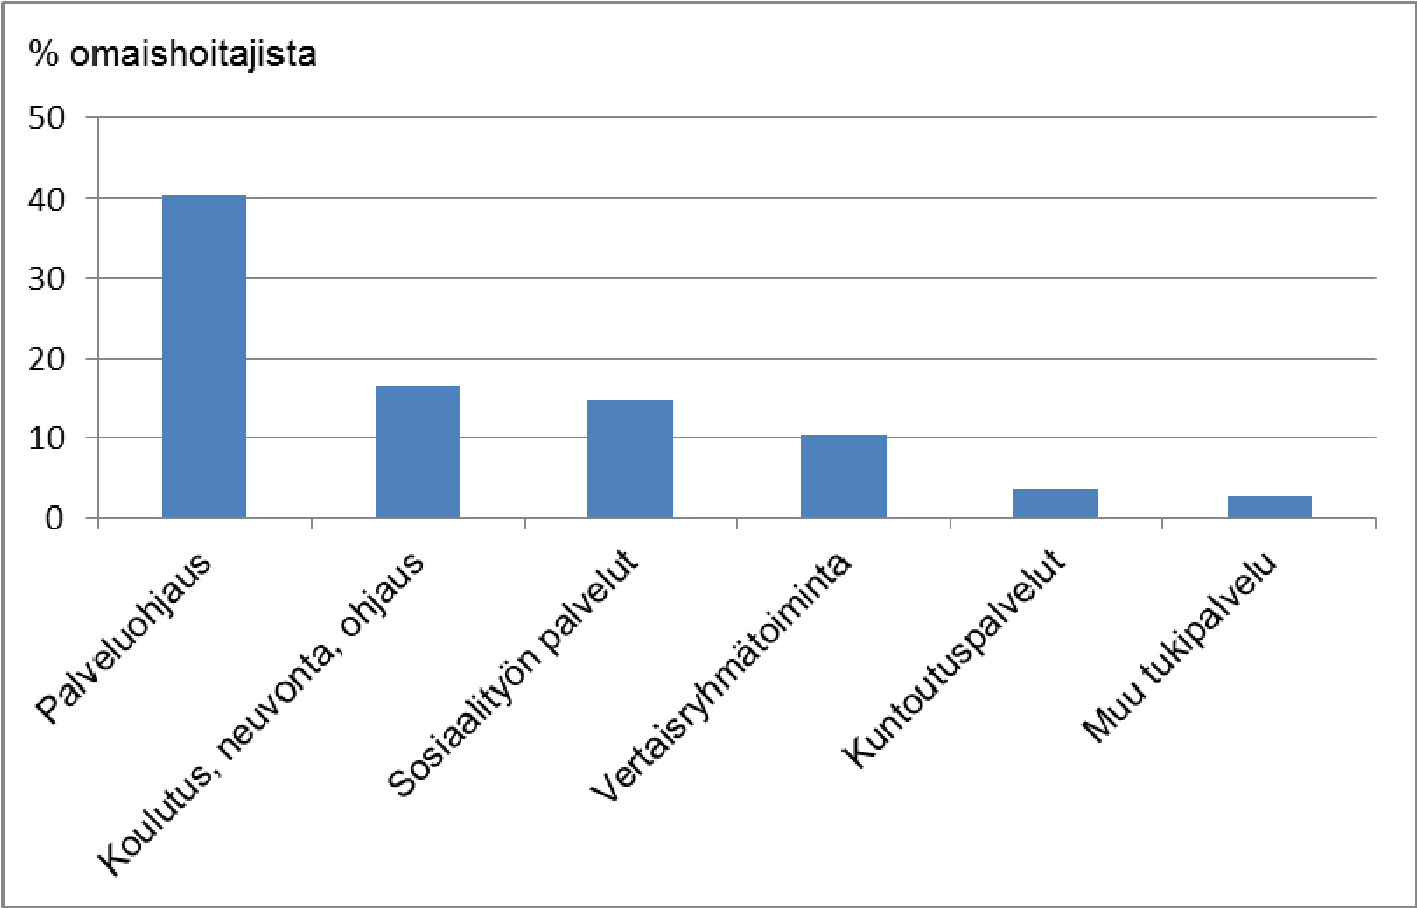 % omaishoitajista
50
40
30
20
10
0
Palveluohjaus
Koulutus, neuvonta, ohjaus
Sosiaalityön palvelut
Vertaisryhmätoiminta
Kuntoutuspalvelut
Muu tukipalvelu